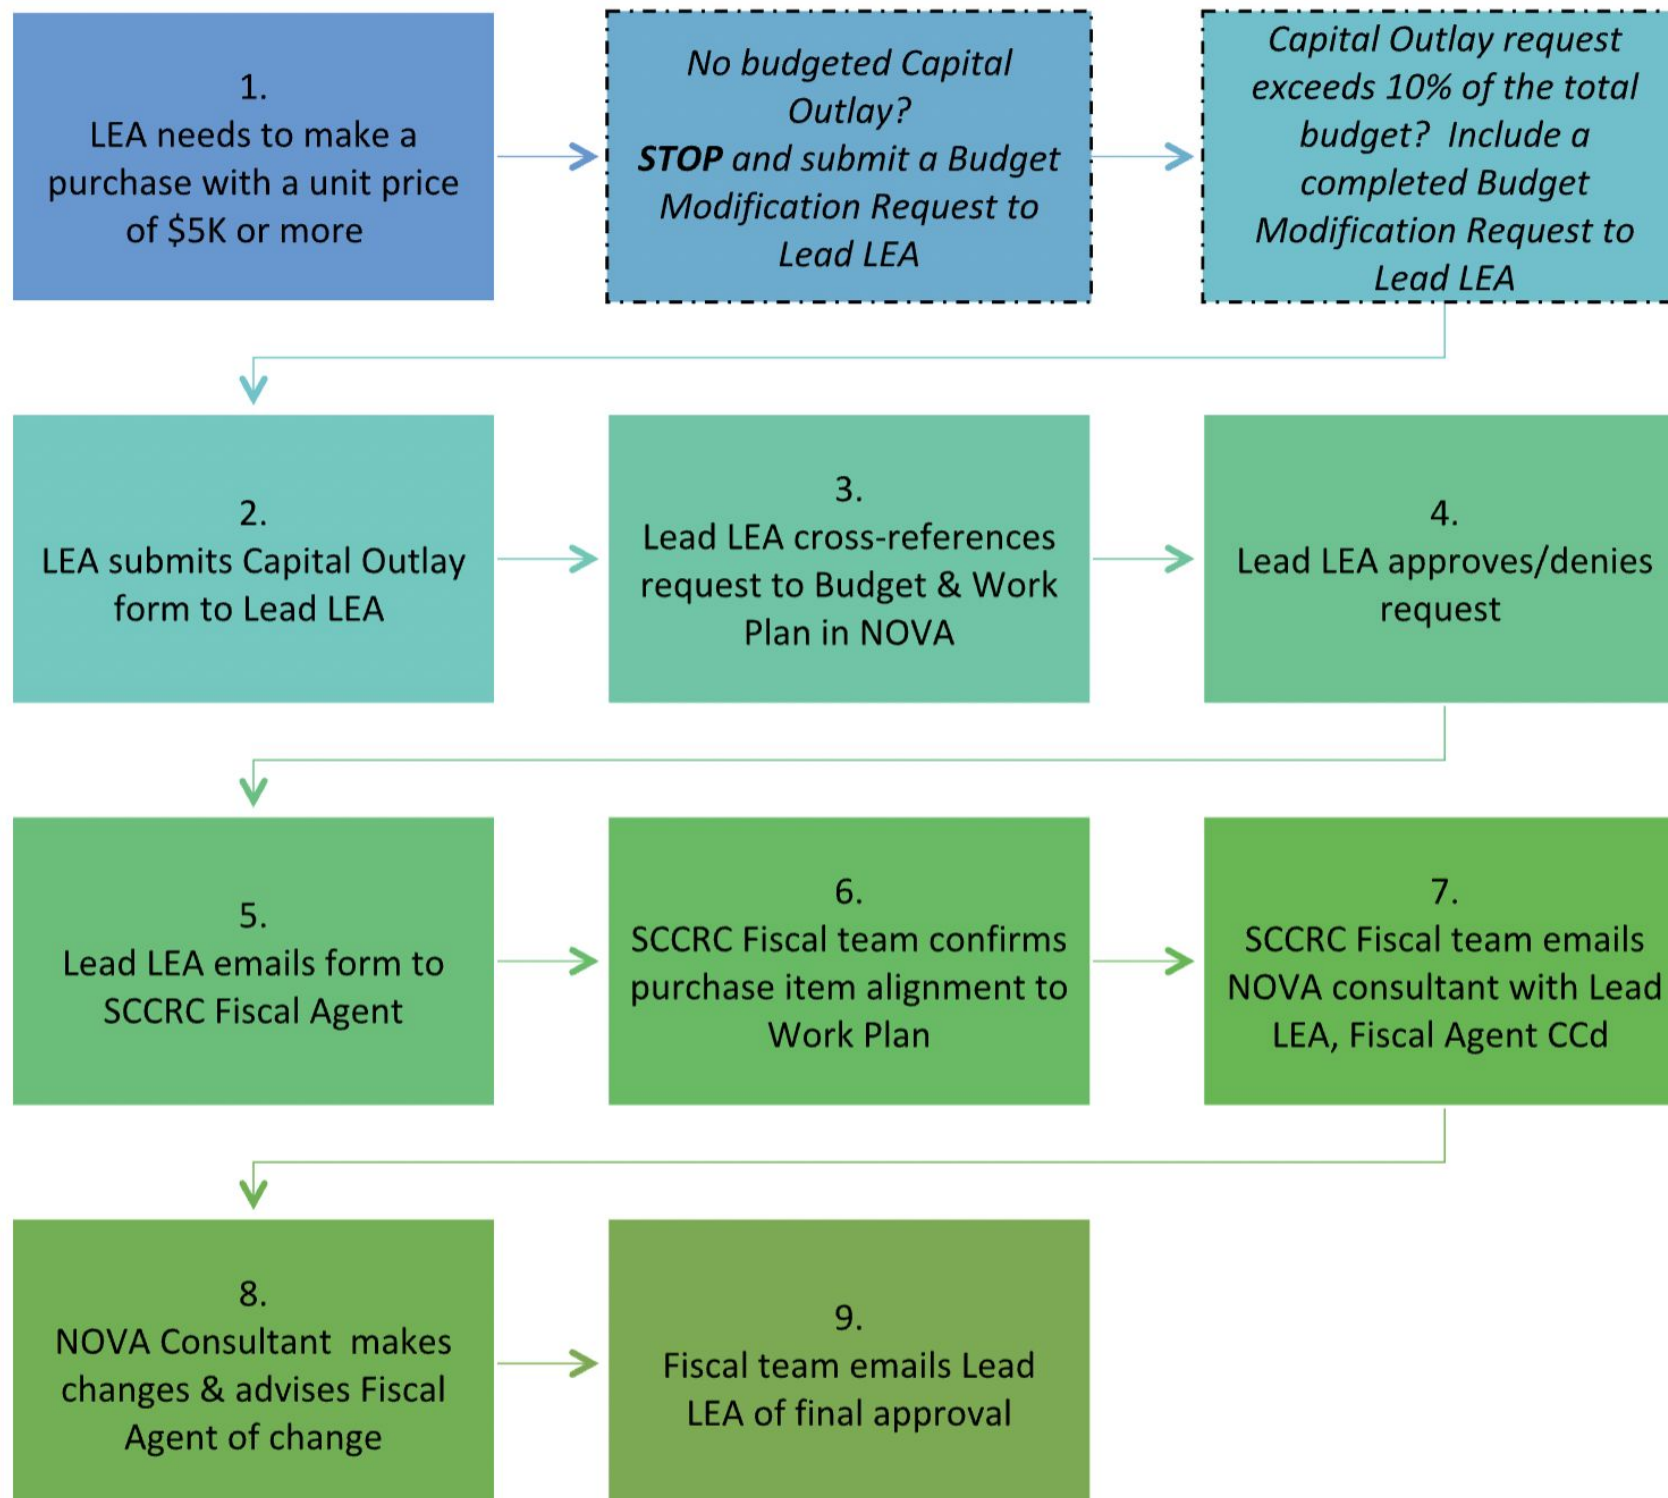 1.
LEA needs to make a
purchase with a unit price
of $5K or more
No budgeted Capital
Outlay?
STOP and submit a Budget
Modification Request to
Lead LEA
Capital Outlay request
exceeds 10% of the total
budget?  Include a
completed Budget
Modification Request to
Lead LEA
2.
LEA submits Capital Outlay
form to Lead LEA
3.
Lead LEA cross-references
request to Budget & Work
Plan in NOVA
4.
Lead LEA approves/denies
request
5.
Lead LEA emails form to
SCCRC Fiscal Agent
6.
SCCRC Fiscal team confirms
purchase item alignment to
Work Plan
7.
SCCRC Fiscal team emails
NOVA consultant with Lead
LEA, Fiscal Agent CCd
8.
NOVA Consultant  makes
changes & advises Fiscal
Agent of change
9.
Fiscal team emails Lead
LEA of final approval